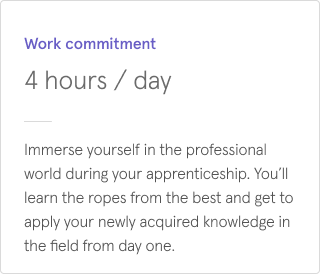 Work commitment
4 hours / day
Immerse yourself in the professional
world during your apprenticeship. You’ll
learn the ropes from the best and get to
apply your newly acquired knowledge in
the field from day one.